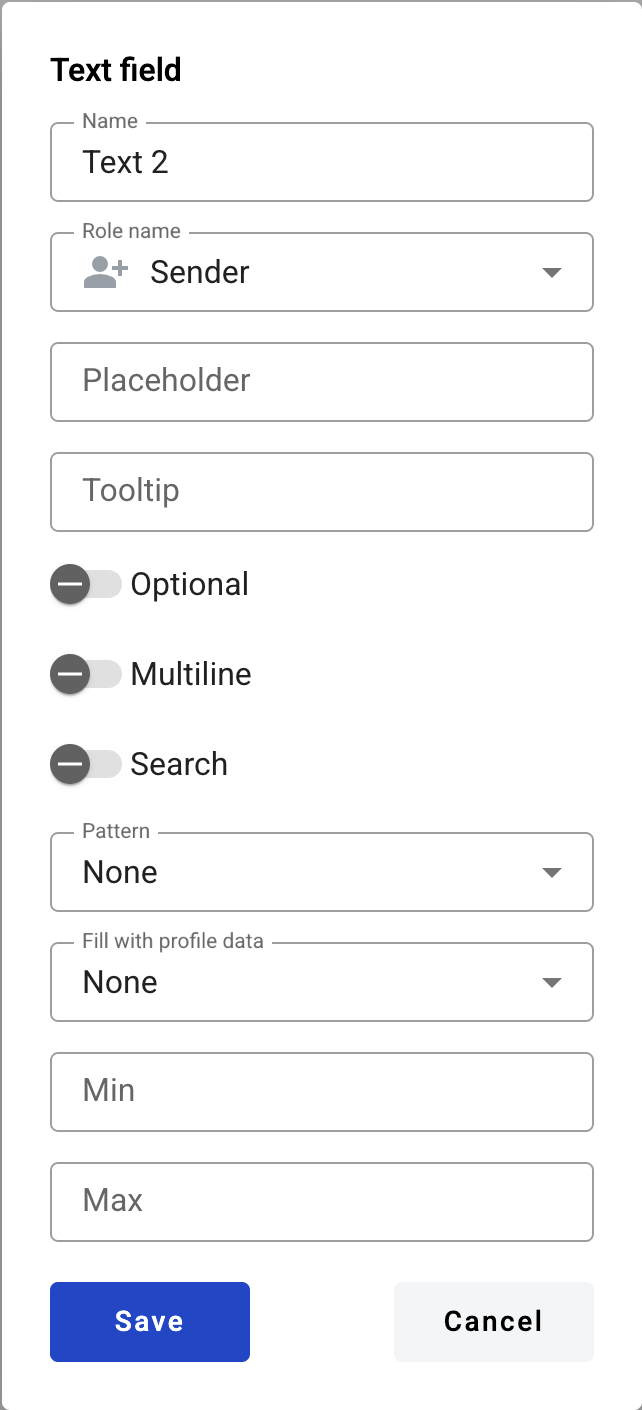 Text field
Name
Text 2
Role name
Sender
Placeholder
Tooltip
Optional
Multiline
Search
Pattern
None
Fill with profile data
None
Min
Max
Save
Cancel